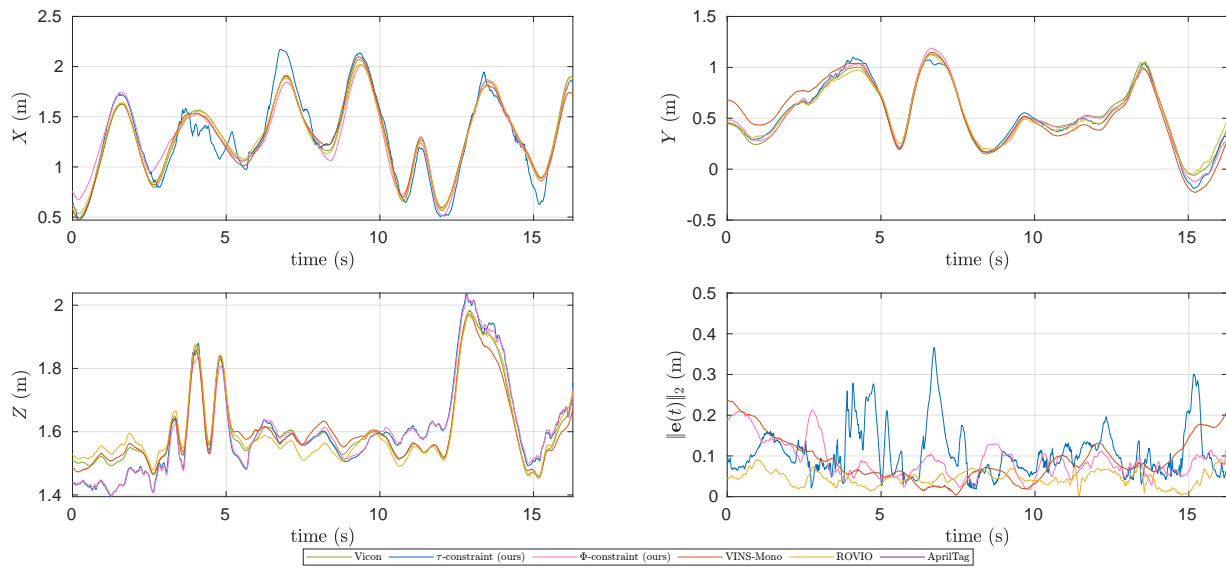 2.5
2
1.5
1
0.5
X (m)
0 5 10 15
time (s)
1.5
1
0.5
0
-0.5
Y (m)
0 5 10 15
time (s)
2
1.8
1.6
1.4
Z (m)
0 5 10 15
time (s)
0.5
0.4
0.3
0.2
0.1
0
‖e(t)‖₂ (m)
0 5 10 15
time (s)
Vicon τ-constraint (ours) Φ-constraint (ours) VINS-Mono ROVIO AprilTag